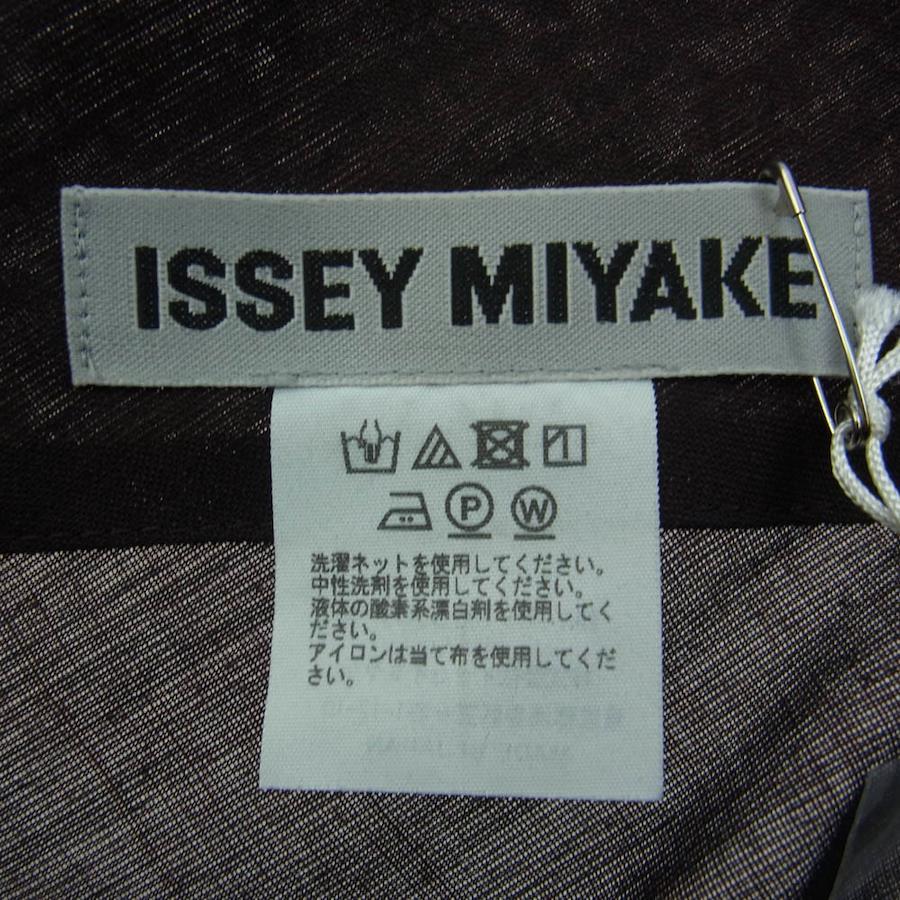 ISSEY MIYAKE
P W
洗濯ネットを使用してください。
中性洗剤を使用してください。
液体の酸素系漂白剤を使用してく
ださい。
アイロンは当て布を使用してくだ
さい。